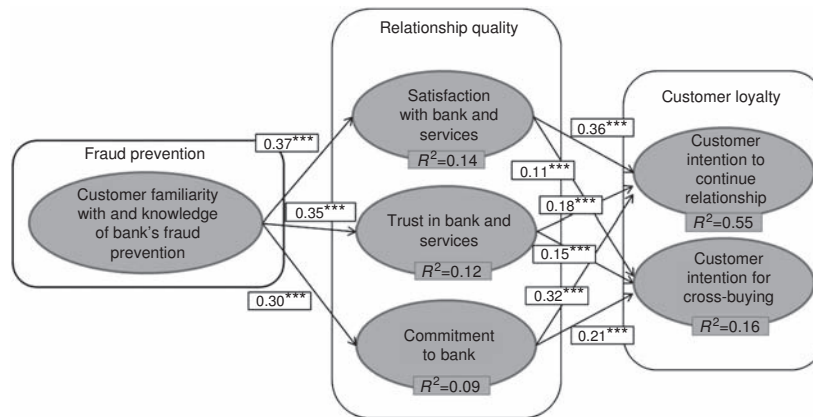 Relationship quality
Customer loyalty
Fraud prevention
Customer familiarity
with and knowledge
of bank's fraud
prevention
0.37***
0.35***
0.30***
Satisfaction
with bank and
services
R²=0.14
Trust in bank and
services
R²=0.12
Commitment
to bank
R²=0.09
0.36***
0.11***
0.18***
0.15***
0.32***
0.21***
Customer
intention to
continue
relationship
R²=0.55
Customer
intention for
cross-buying
R²=0.16